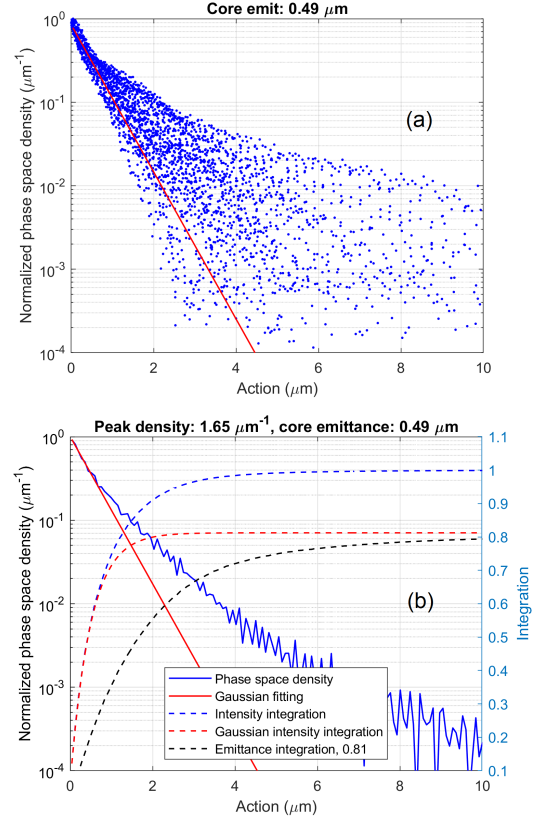 Core emit: 0.49 μm
Normalized phase space density (μm⁻¹)
10⁰
10⁻¹
10⁻²
10⁻³
10⁻⁴
(a)
0 2 4 6 8 10
Action (μm)
Peak density: 1.65 μm⁻¹, core emittance: 0.49 μm
Normalized phase space density (μm⁻¹)
10⁰
10⁻¹
10⁻²
10⁻³
10⁻⁴
(b)
Phase space density
Gaussian fitting
Intensity integration
Gaussian intensity integration
Emittance integration, 0.81
1.1
1
0.9
0.8
0.7
0.6
0.5
0.4
0.3
0.2
0.1
Integration
0 2 4 6 8 10
Action (μm)